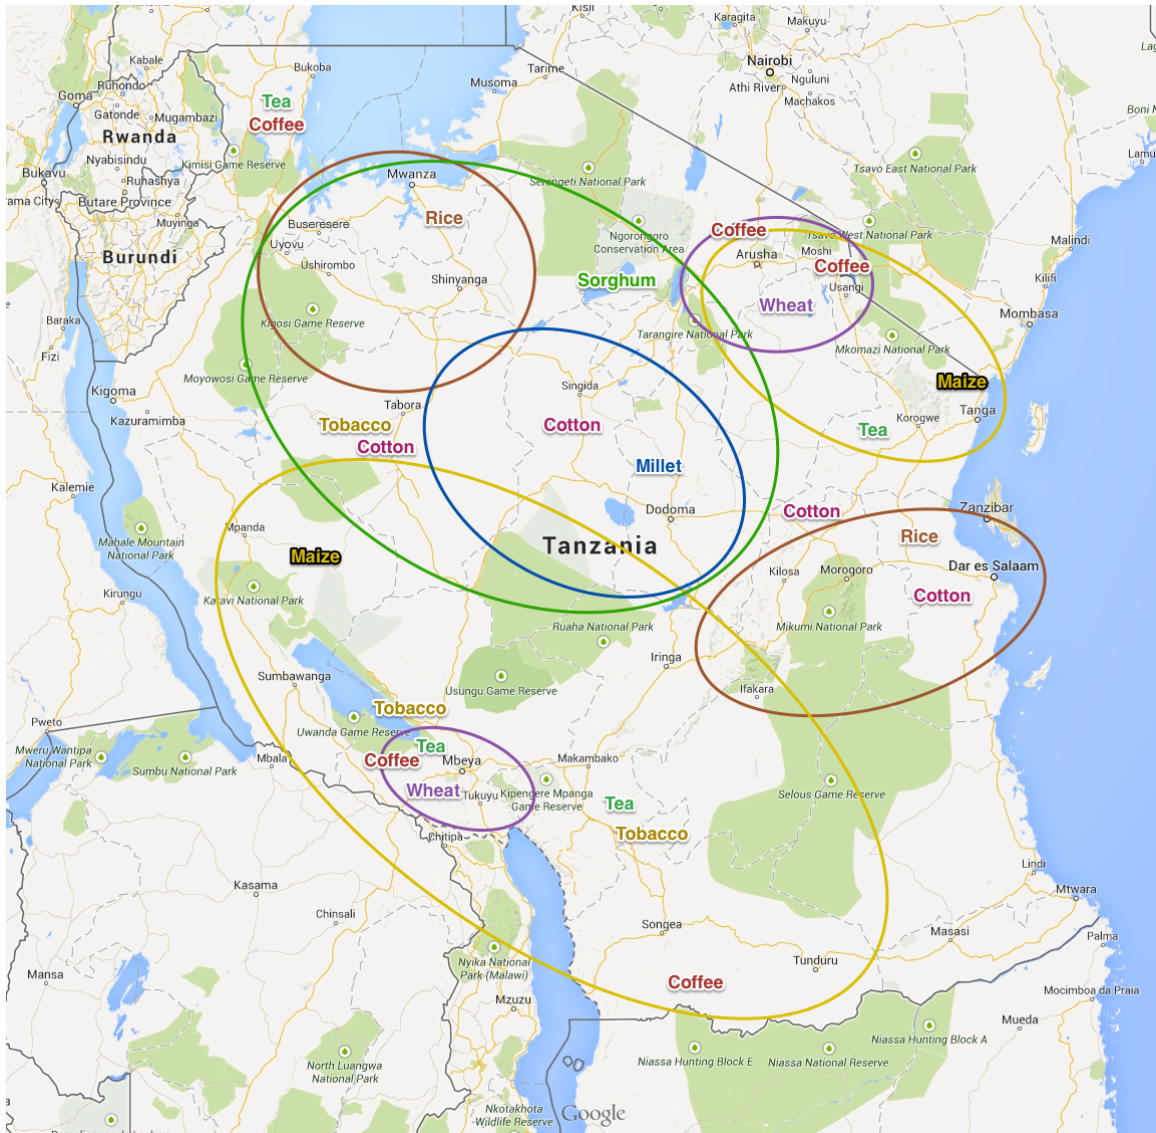 Kisii
Karagita
Makuyu
Lag
Kabale
Bukoba
Tarime
Nairobi
Ruhondo
Musoma
Nguluni
Goma
Athi River
Machakos
Gatonde
Mugambazi
Tea
Coffee
Boni N
Rwanda
Nyabisindu
Kimisi Game Reserve
Lamu
Bukavu
Ruhashya
Mwanza
Serengeti National Park
Tsavo East National Park
rama City
Butare Province
Muyinga
Buseresere
Rice
Ngorongoro
Conservation Area
Coffee
Tsavo West National Park
Malindi
Burundi
Uyovu
Ushirombo
Arusha
Moshi
Coffee
Kilifi
Shinyanga
Sorghum
Usangi
Wheat
Mombasa
Baraka
Kigosi Game Reserve
Tarangire National Park
Mkomazi National Park
Fizi
Moyowosi Game Reserve
Kigoma
Singida
Maize
Kazuramimba
Tabora
Tobacco
Cotton
Cotton
Korogwe
Tanga
Tea
Millet
Kalemie
Dodoma
Cotton
Zanzibar
Mpanda
Mahale Mountain
National Park
Maize
Tanzania
Rice
Kilosa
Morogoro
Dar es Salaam
Kirungu
Katavi National Park
Cotton
Ruaha National Park
Mikumi National Park
Iringa
Sumbawanga
Usungu Game Reserve
Ifakara
Tobacco
Pweto
Uwanda Game Reserve
Mweru Wantipa
National Park
Sumbu National Park
Mbala
Tea
Coffee
Mbeya
Makambako
Wheat
Tukuyu
Kipengere Mpanga
Game Reserve
Tea
Selous Game Reserve
Chitipa
Tobacco
Lindi
Kasama
Mtwara
Chinsali
Songea
Masasi
Palma
Nyika National
Park (Malawi)
Tunduru
Mansa
Coffee
Mocimboa da Praia
Mzuzu
Mueda
Niassa Hunting Block A
North Luangwa
National Park
Niassa Hunting Block E
Niassa National Reserve
Nkotakhota
Wildlife Reserve
Google